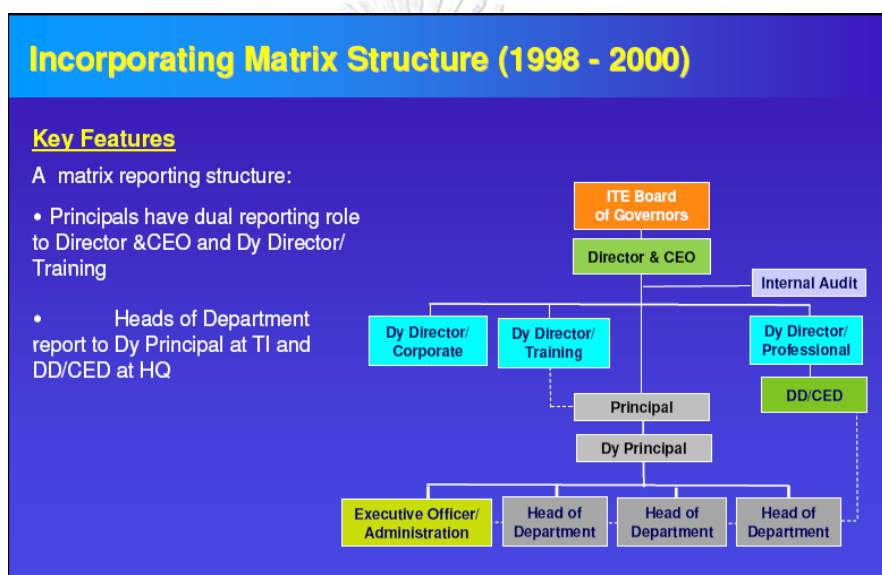 Incorporating Matrix Structure (1998 - 2000)
Key Features
A matrix reporting structure:
• Principals have dual reporting role
to Director &CEO and Dy Director/
Training
• Heads of Department
report to Dy Principal at TI and
DD/CED at HQ
ITE Board
of Governors
Director & CEO
Internal Audit
Dy Director/
Corporate
Dy Director/
Training
Dy Director/
Professional
DD/CED
Principal
Dy Principal
Executive Officer/
Administration
Head of
Department
Head of
Department
Head of
Department